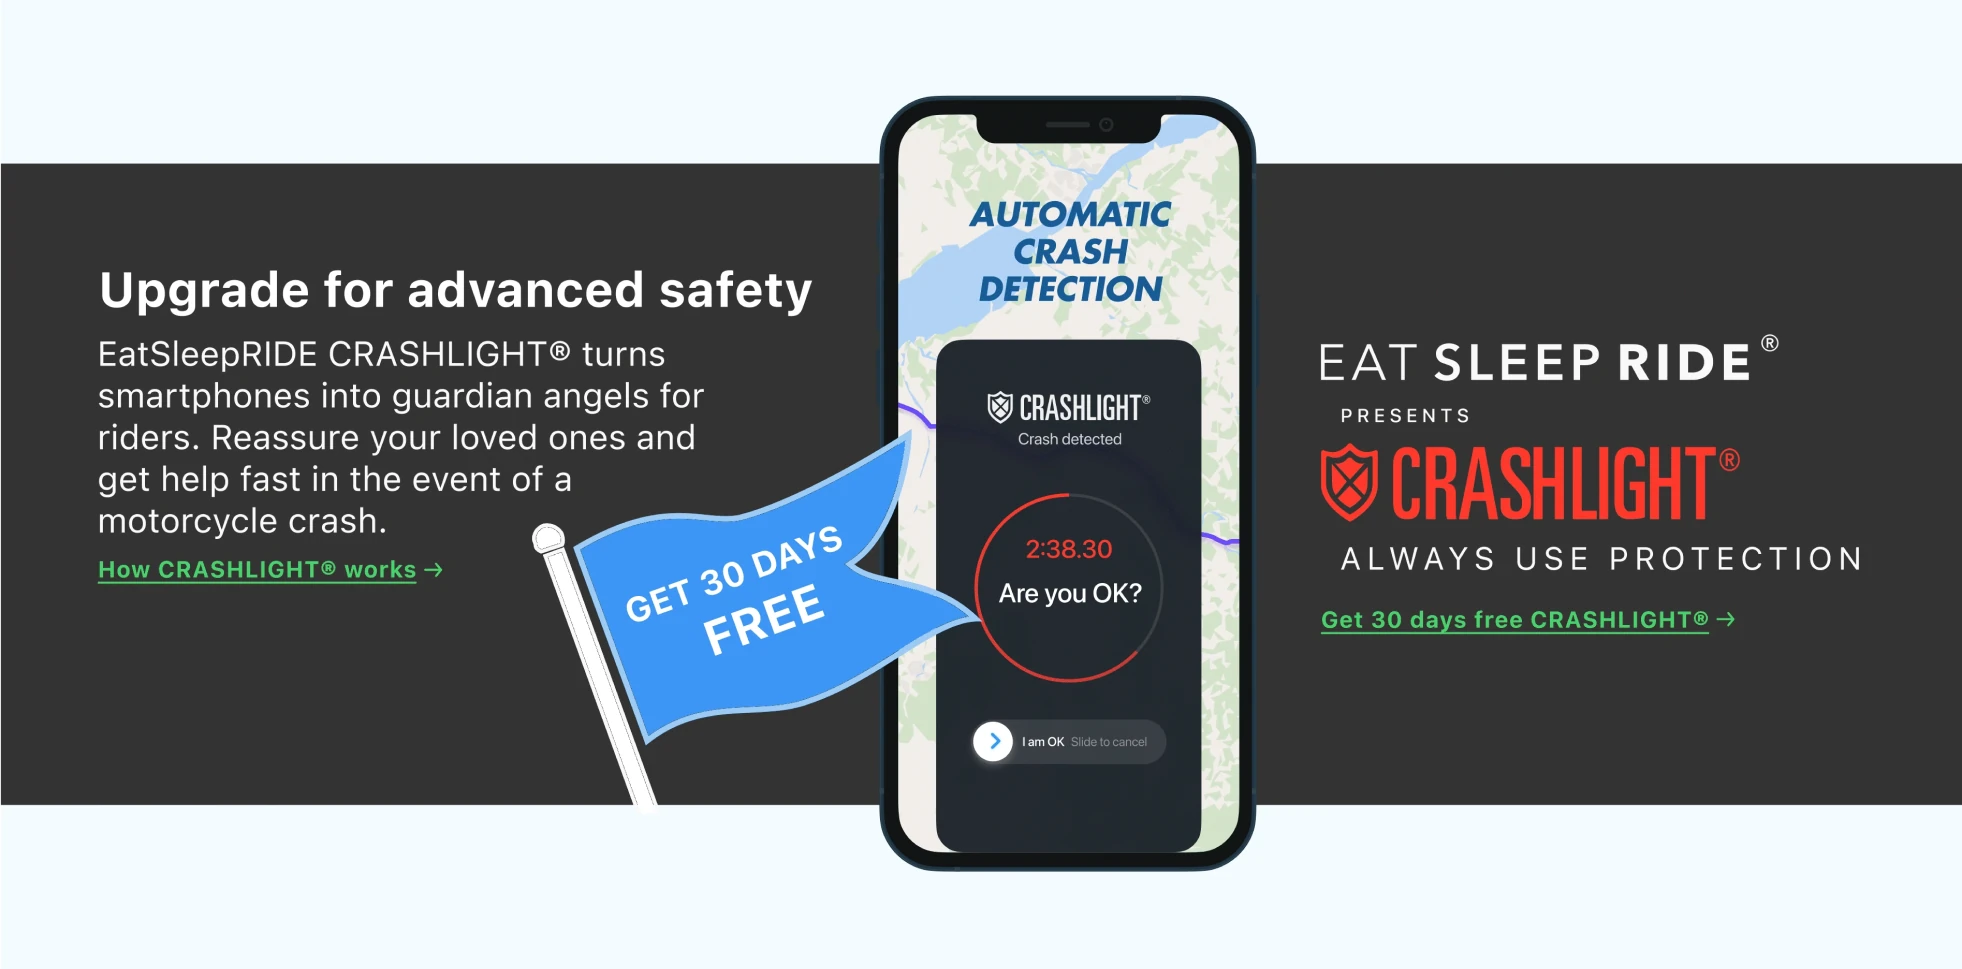 Upgrade for advanced safety
EatSleepRIDE CRASHLIGHT® turns
smartphones into guardian angels for
riders. Reassure your loved ones and
get help fast in the event of a
motorcycle crash.
How CRASHLIGHT® works →
GET 30 DAYS
FREE
AUTOMATIC
CRASH
DETECTION
CRASHLIGHT®
Crash detected
2:38.30
Are you OK?
I am OK Slide to cancel
EAT SLEEP RIDE®
PRESENTS
CRASHLIGHT®
ALWAYS USE PROTECTION
Get 30 days free CRASHLIGHT® →